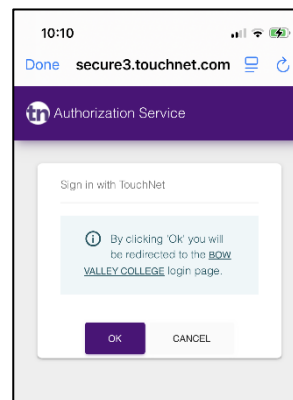 10:10
Done secure3.touchnet.com
tn Authorization Service
Sign in with TouchNet
By clicking 'Ok' you will
be redirected to the BOW
VALLEY COLLEGE login page.
OK CANCEL